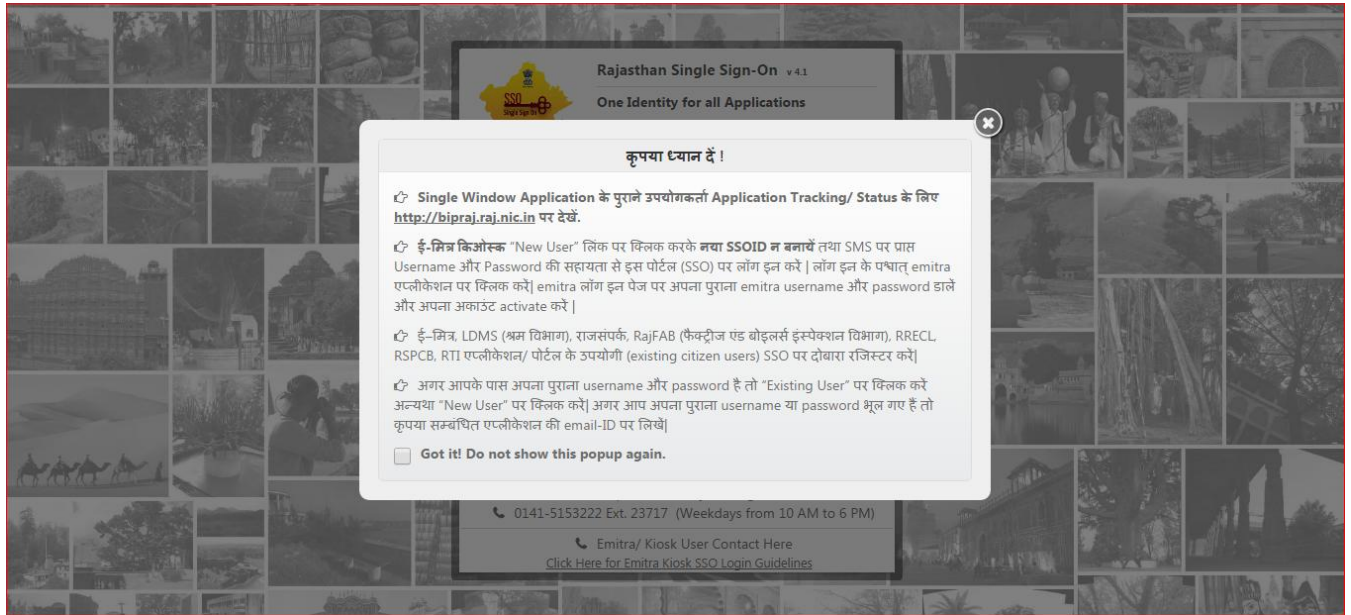 Rajasthan Single Sign-On v 4.1
SSO
Single Sign On
One Identity for all Applications
कृपया ध्यान दें !
Single Window Application के पुराने उपयोगकर्ता Application Tracking/ Status के लिए
http://bipraj.raj.nic.in पर देखें.
ई-मित्र किओस्क “New User” लिंक पर क्लिक करके नया SSOID न बनायें तथा SMS पर प्राप्त
Username और Password की सहायता से इस पोर्टल (SSO) पर लॉग इन करें | लॉग इन के पश्चात् emitra
एप्लीकेशन पर क्लिक करें| emitra लॉग इन पेज पर अपना पुराना emitra username और password डालें
और अपना अकाउंट activate करें |
ई–मित्र, LDMS (श्रम विभाग), राजसंपर्क, RajFAB (फैक्ट्रीज एंड बोइलर्स इंस्पेक्शन विभाग), RRECL,
RSPCB, RTI एप्लीकेशन/ पोर्टल के उपयोगी (existing citizen users) SSO पर दोबारा रजिस्टर करें|
अगर आपके पास अपना पुराना username और password है तो “Existing User” पर क्लिक करें
अन्यथा “New User” पर क्लिक करें| अगर आप अपना पुराना username या password भूल गए हैं तो
कृपया सम्बंधित एप्लीकेशन की email-ID पर लिखें|
Got it! Do not show this popup again.
0141-5153222 Ext. 23717 (Weekdays from 10 AM to 6 PM)
Emitra/ Kiosk User Contact Here
Click Here for Emitra Kiosk SSO Login Guidelines